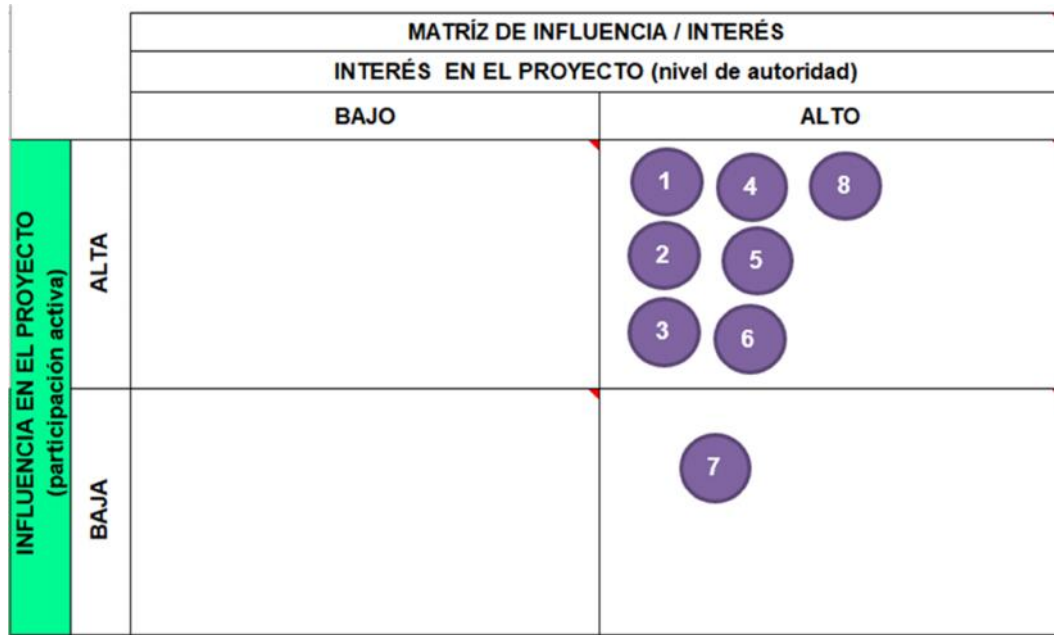 MATRÍZ DE INFLUENCIA / INTERÉS
INTERÉS EN EL PROYECTO (nivel de autoridad)
BAJO
ALTO
INFLUENCIA EN EL PROYECTO
(participación activa)
ALTA
1
4
8
2
5
3
6
BAJA
7